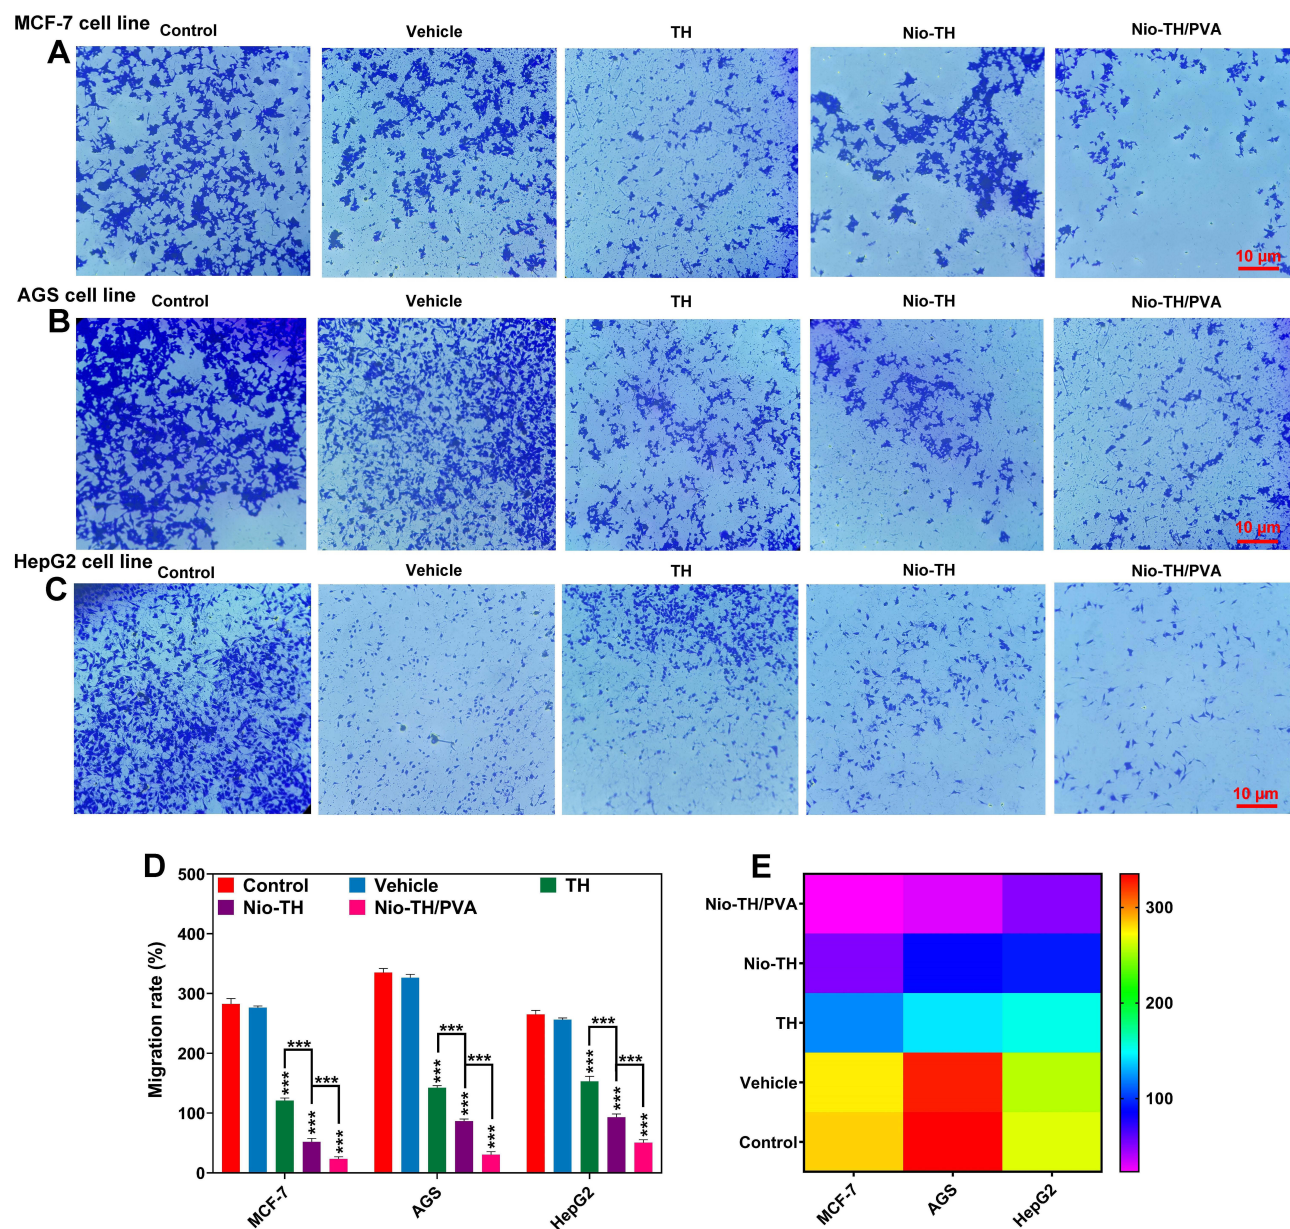 MCF-7 cell line
A Control Vehicle TH Nio-TH Nio-TH/PVA
10 µm
AGS cell line
B Control Vehicle TH Nio-TH Nio-TH/PVA
10 µm
HepG2 cell line
C Control Vehicle TH Nio-TH Nio-TH/PVA
10 µm
D
Migration rate (%)
500
400
300
200
100
0
Control Vehicle TH
Nio-TH Nio-TH/PVA
*** *** *** *** ***
*** *** *** *** ***
*** *** *** *** ***
MCF-7 AGS HepG2
E
Nio-TH/PVA
Nio-TH
TH
Vehicle
Control
MCF-7 AGS HepG2
300
200
100